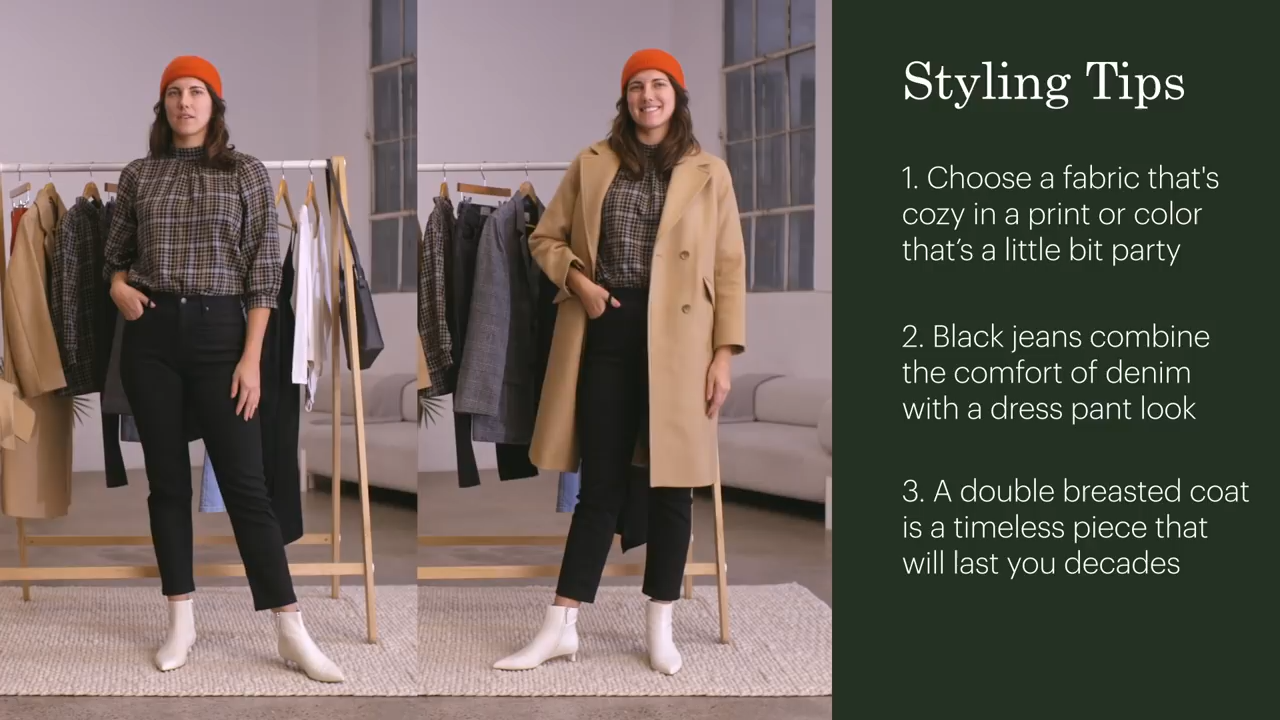 Styling Tips
1. Choose a fabric that's
cozy in a print or color
that’s a little bit party
2. Black jeans combine
the comfort of denim
with a dress pant look
3. A double breasted coat
is a timeless piece that
will last you decades